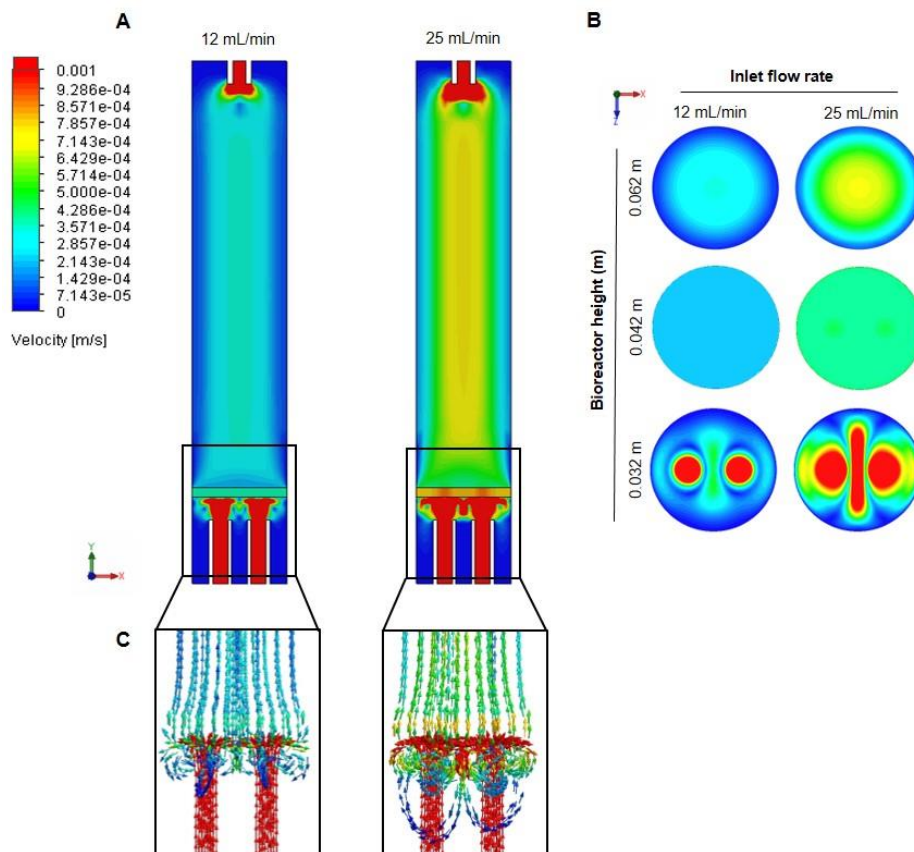 A
12 mL/min
25 mL/min
0.001
9.286e-04
8.571e-04
7.857e-04
7.143e-04
6.429e-04
5.714e-04
5.000e-04
4.286e-04
3.571e-04
2.857e-04
2.143e-04
1.429e-04
7.143e-05
0
Velocity [m/s]
Y
X
B
Inlet flow rate
12 mL/min
25 mL/min
X
Z
Bioreactor height (m)
0.062 m
0.042 m
0.032 m
C